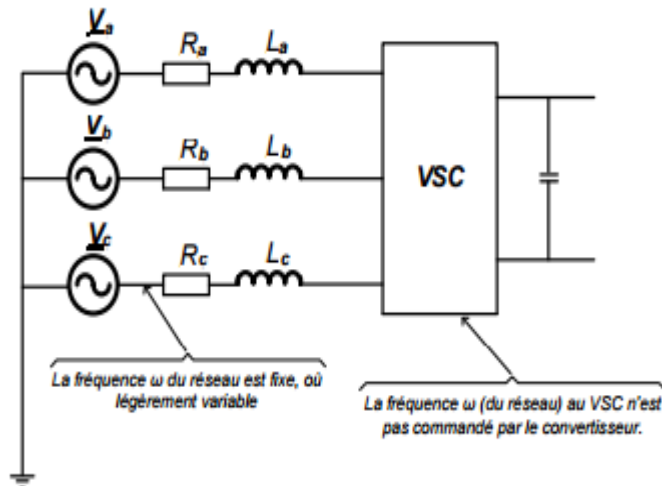 Va
Ra
La
Vb
Rb
Lb
VSC
Vc
Rc
Lc
La fréquence ω du réseau est fixe, où
légèrement variable
La fréquence ω (du réseau) au VSC n'est
pas commandé par le convertisseur.